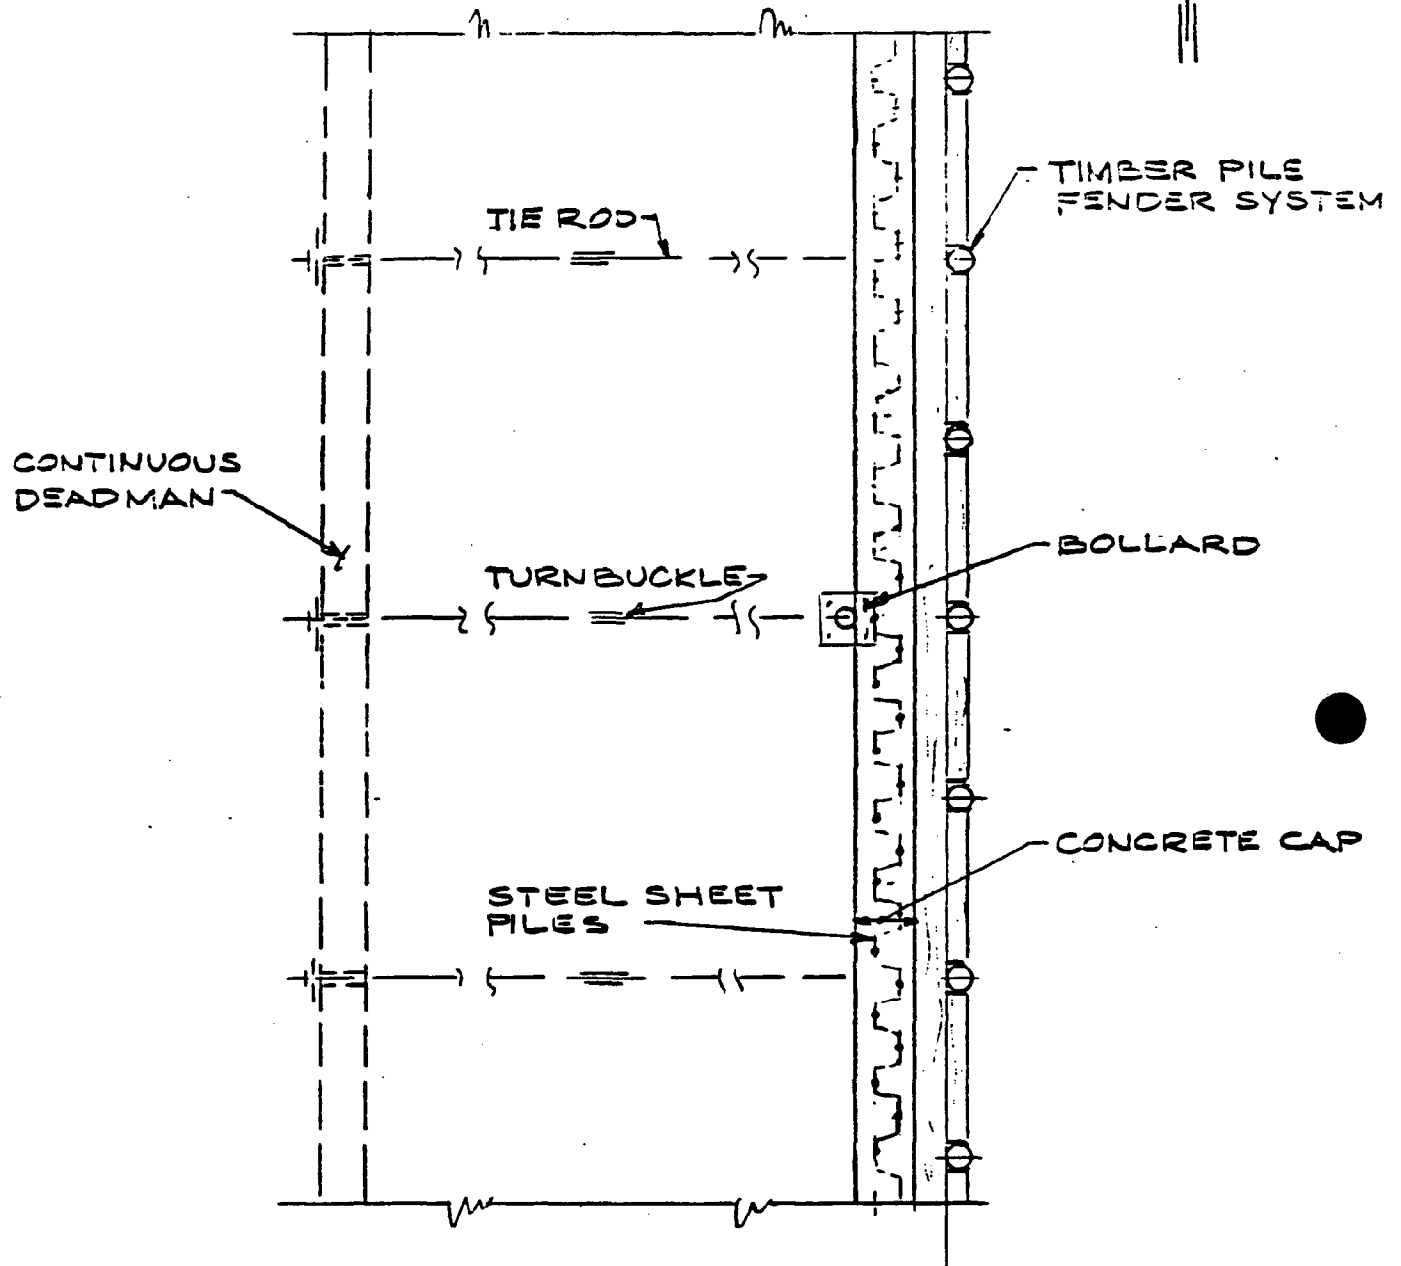 TIMBER PILE
FENDER SYSTEM
TIE ROD
CONTINUOUS
DEADMAN
BOLLARD
TURNBUCKLE
CONCRETE CAP
STEEL SHEET
PILES